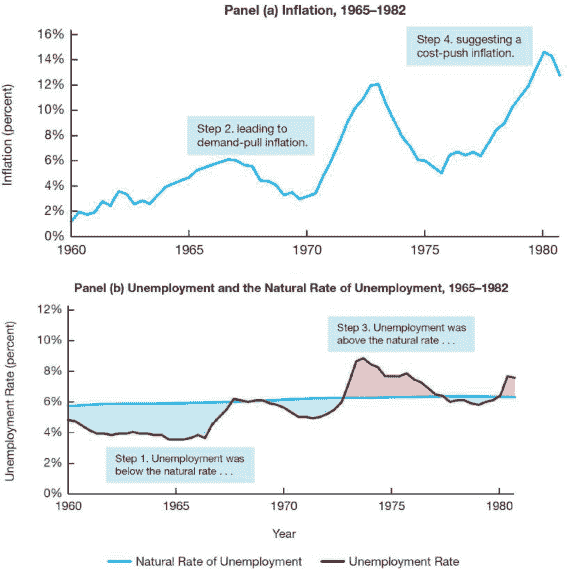 Panel (a) Inflation, 1965–1982
16%
14%
12%
10%
8%
6%
4%
2%
0%
Inflation (percent)
Step 4. suggesting a
cost-push inflation.
Step 2. leading to
demand-pull inflation.
1960 1965 1970 1975 1980
Panel (b) Unemployment and the Natural Rate of Unemployment, 1965–1982
12%
10%
8%
6%
4%
2%
0%
Unemployment Rate (percent)
Step 3. Unemployment was
above the natural rate . . .
Step 1. Unemployment was
below the natural rate . . .
1960 1965 1970 1975 1980
Year
Natural Rate of Unemployment Unemployment Rate